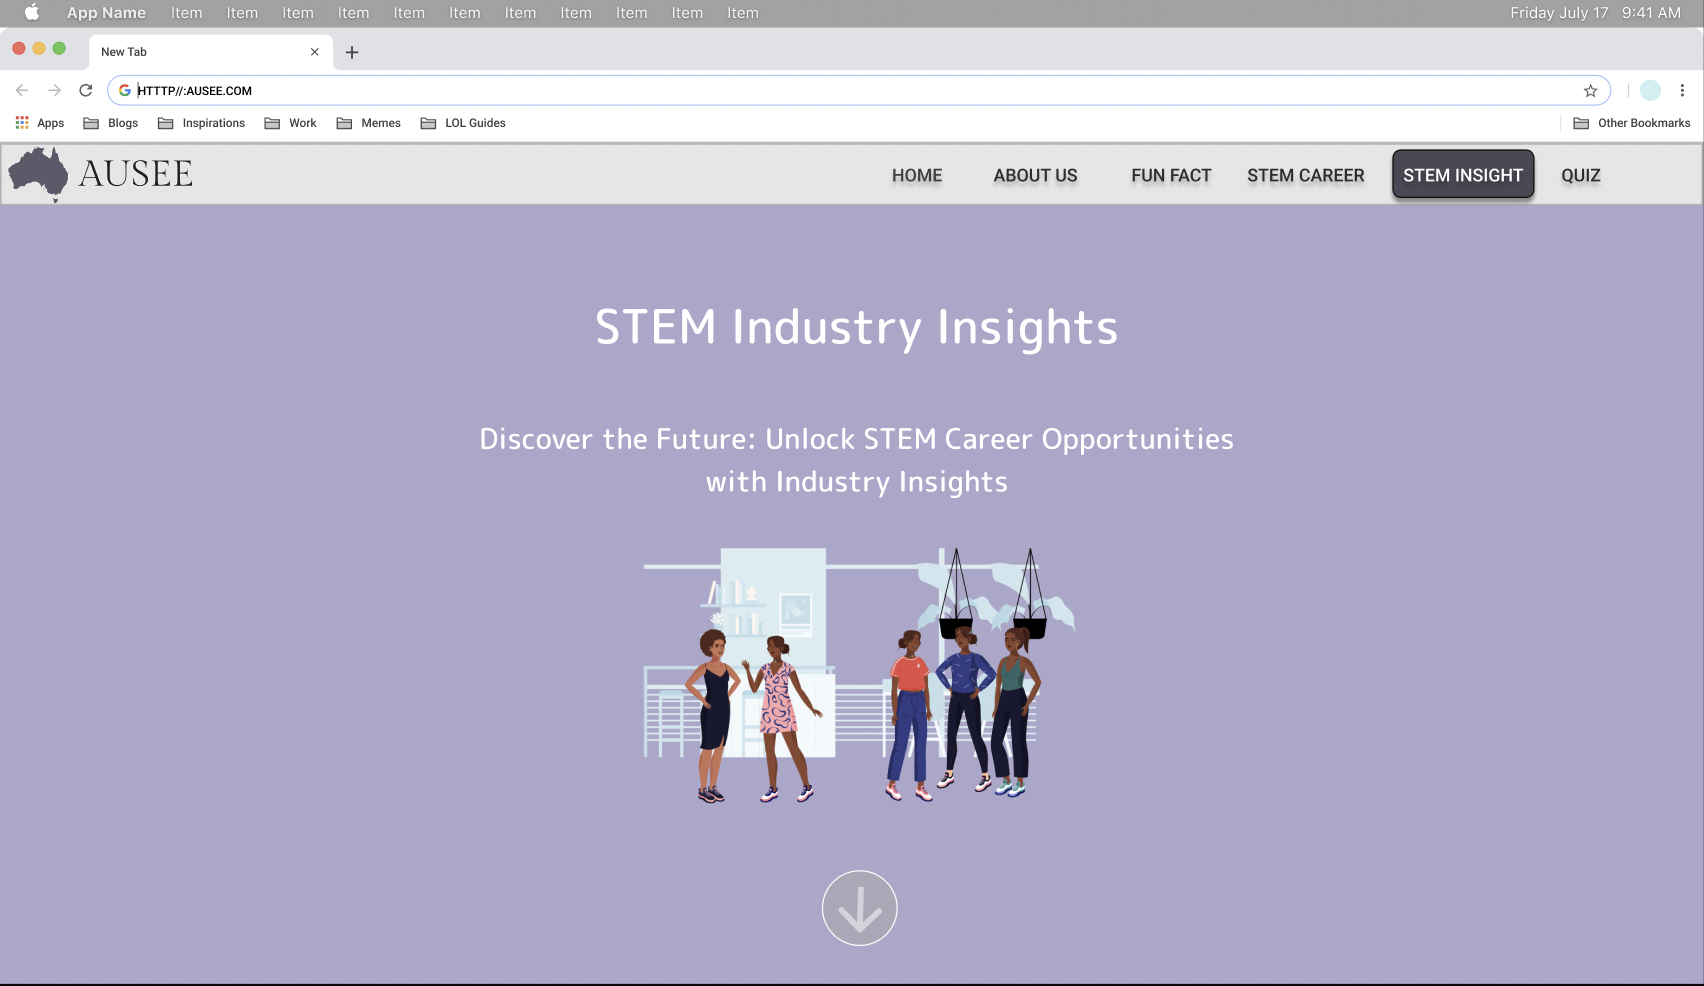 App Name Item Item Item Item Item Item Item Item Item Item Item Friday July 17 9:41 AM
New Tab
HTTTP//:AUSEE.COM
Apps Blogs Inspirations Work Memes LOL Guides Other Bookmarks
AUSEE HOME ABOUT US FUN FACT STEM CAREER STEM INSIGHT QUIZ
STEM Industry Insights
Discover the Future: Unlock STEM Career Opportunities
with Industry Insights